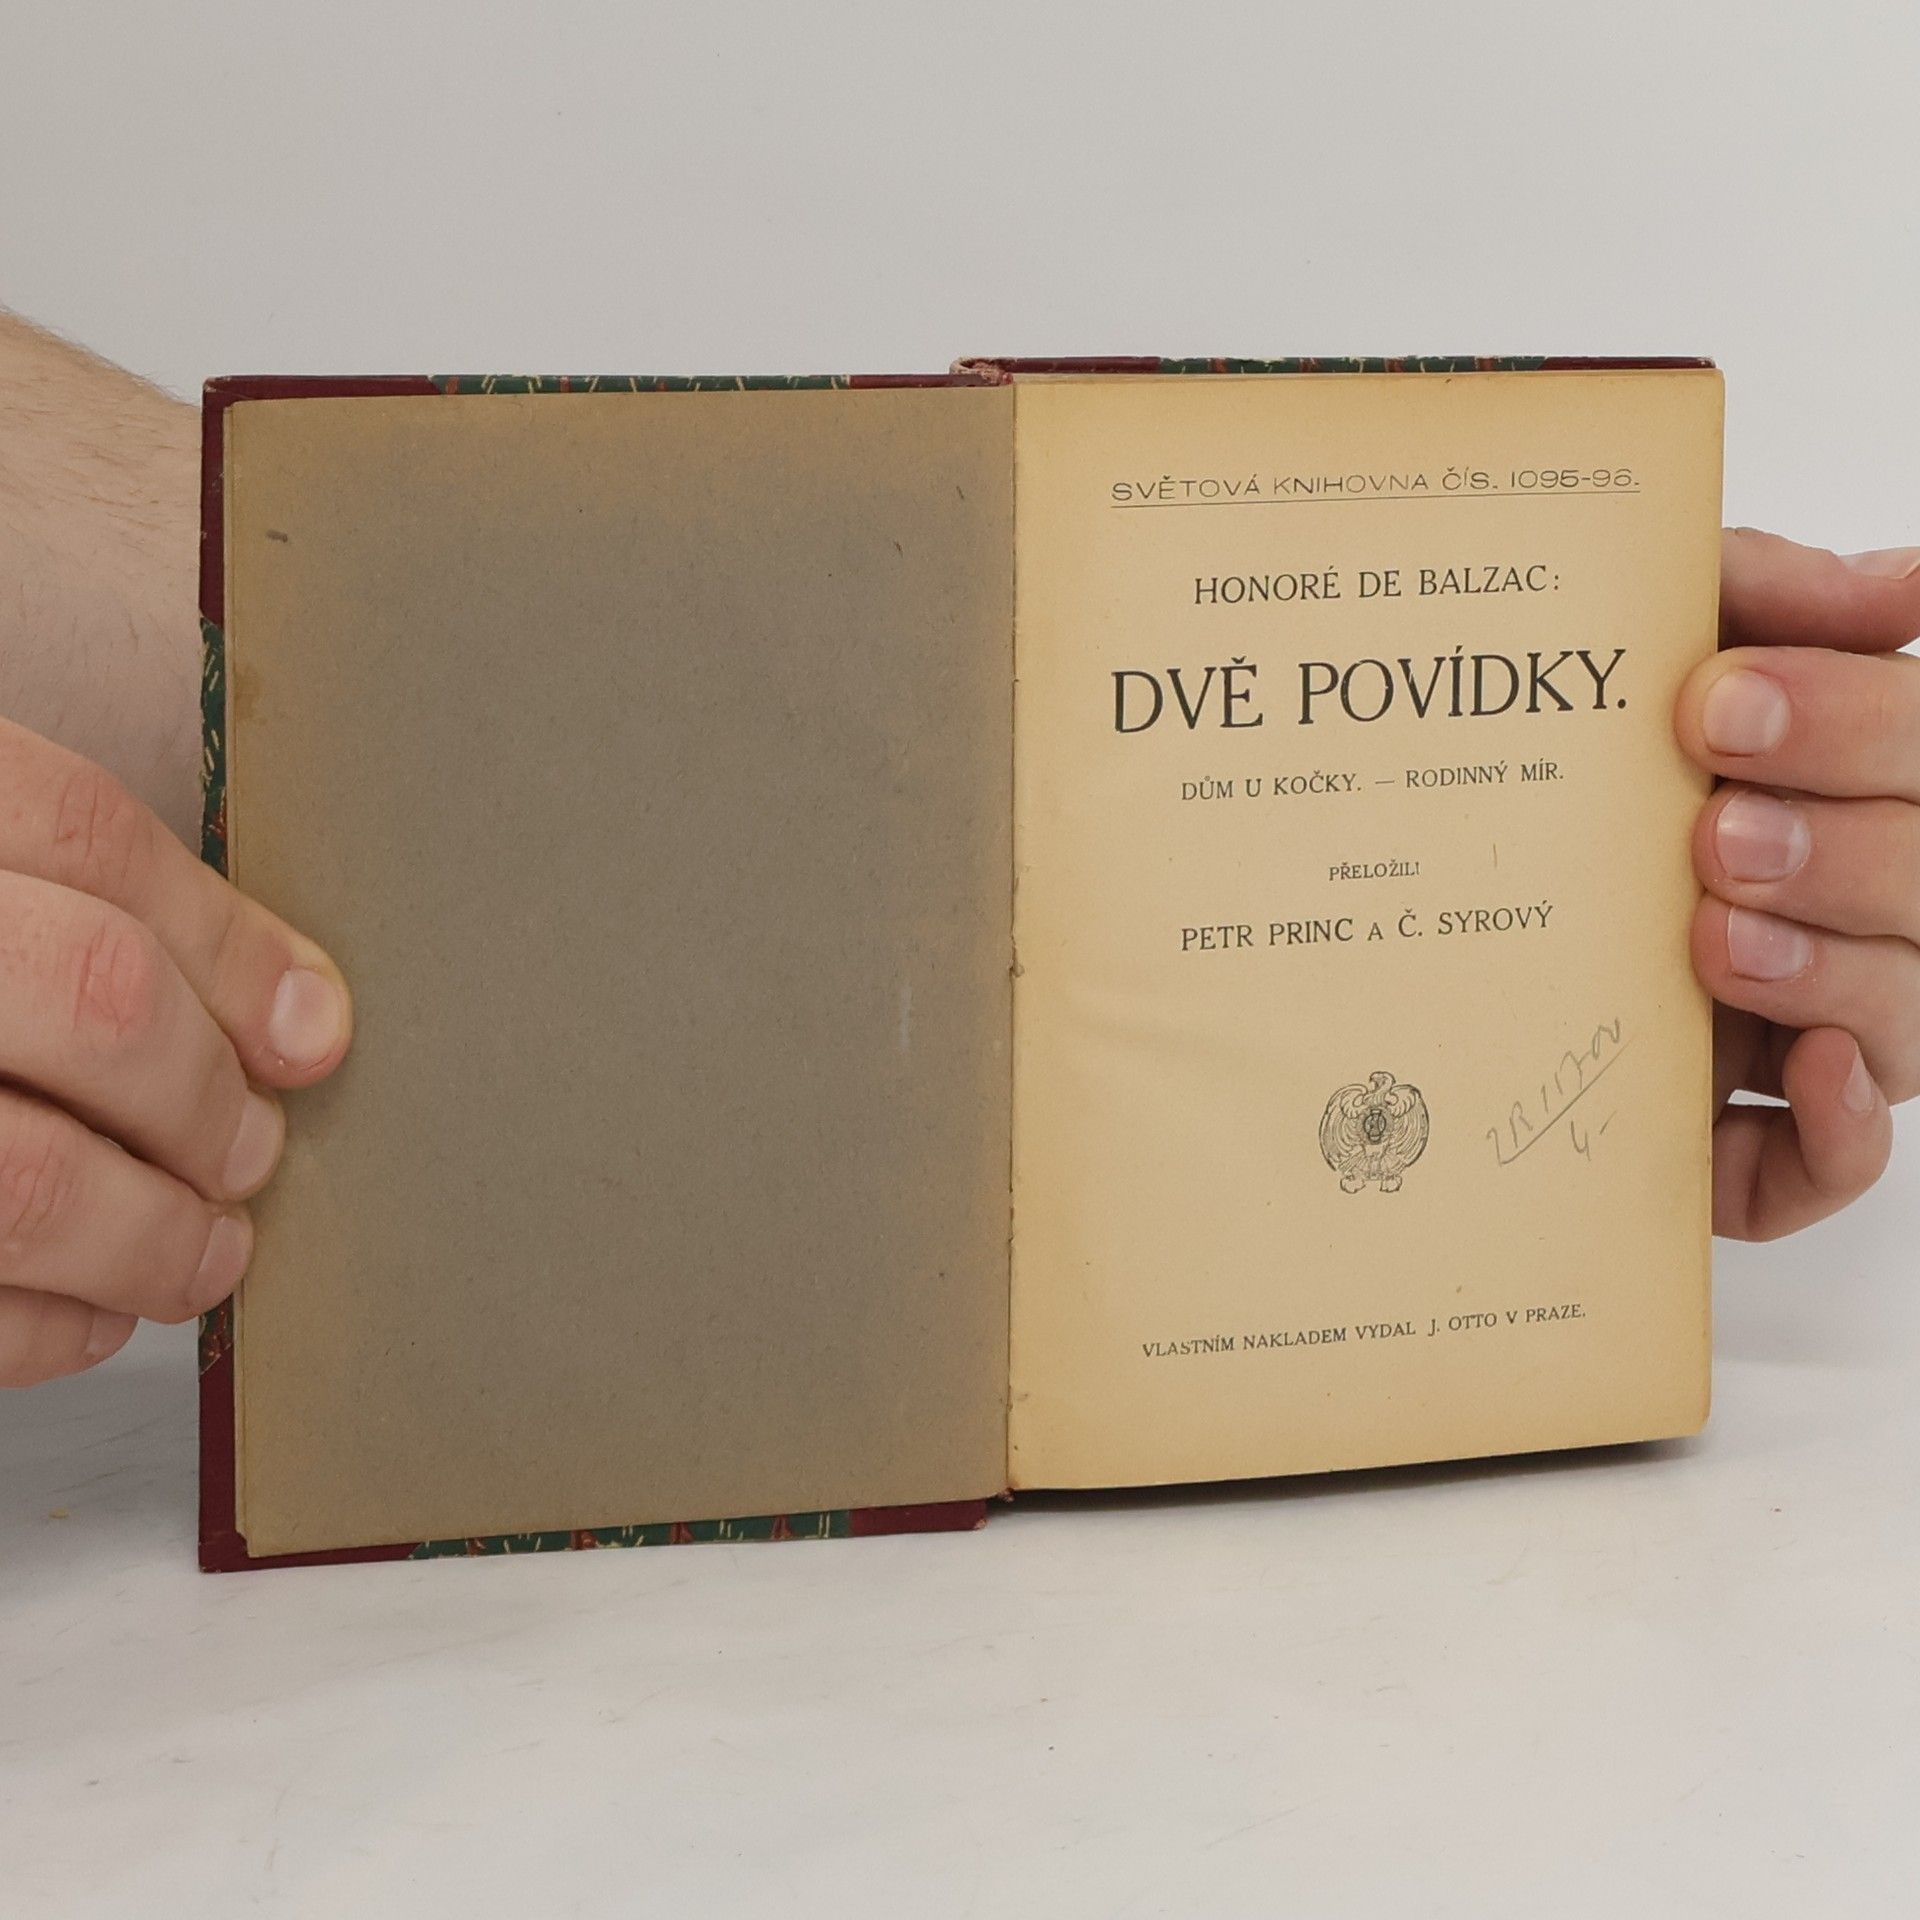 SVĚTOVÁ KNIHOVNA ČÍS. 1095-96.
HONORÉ DE BALZAC:
DVĚ POVÍDKY.
DŮM U KOČKY. — RODINNÝ MÍR.
PŘELOŽILI
PETR PRINC A Č. SYROVÝ
4-
VLASTNÍM NAKLADEM VYDAL J. OTTO V PRAZE.